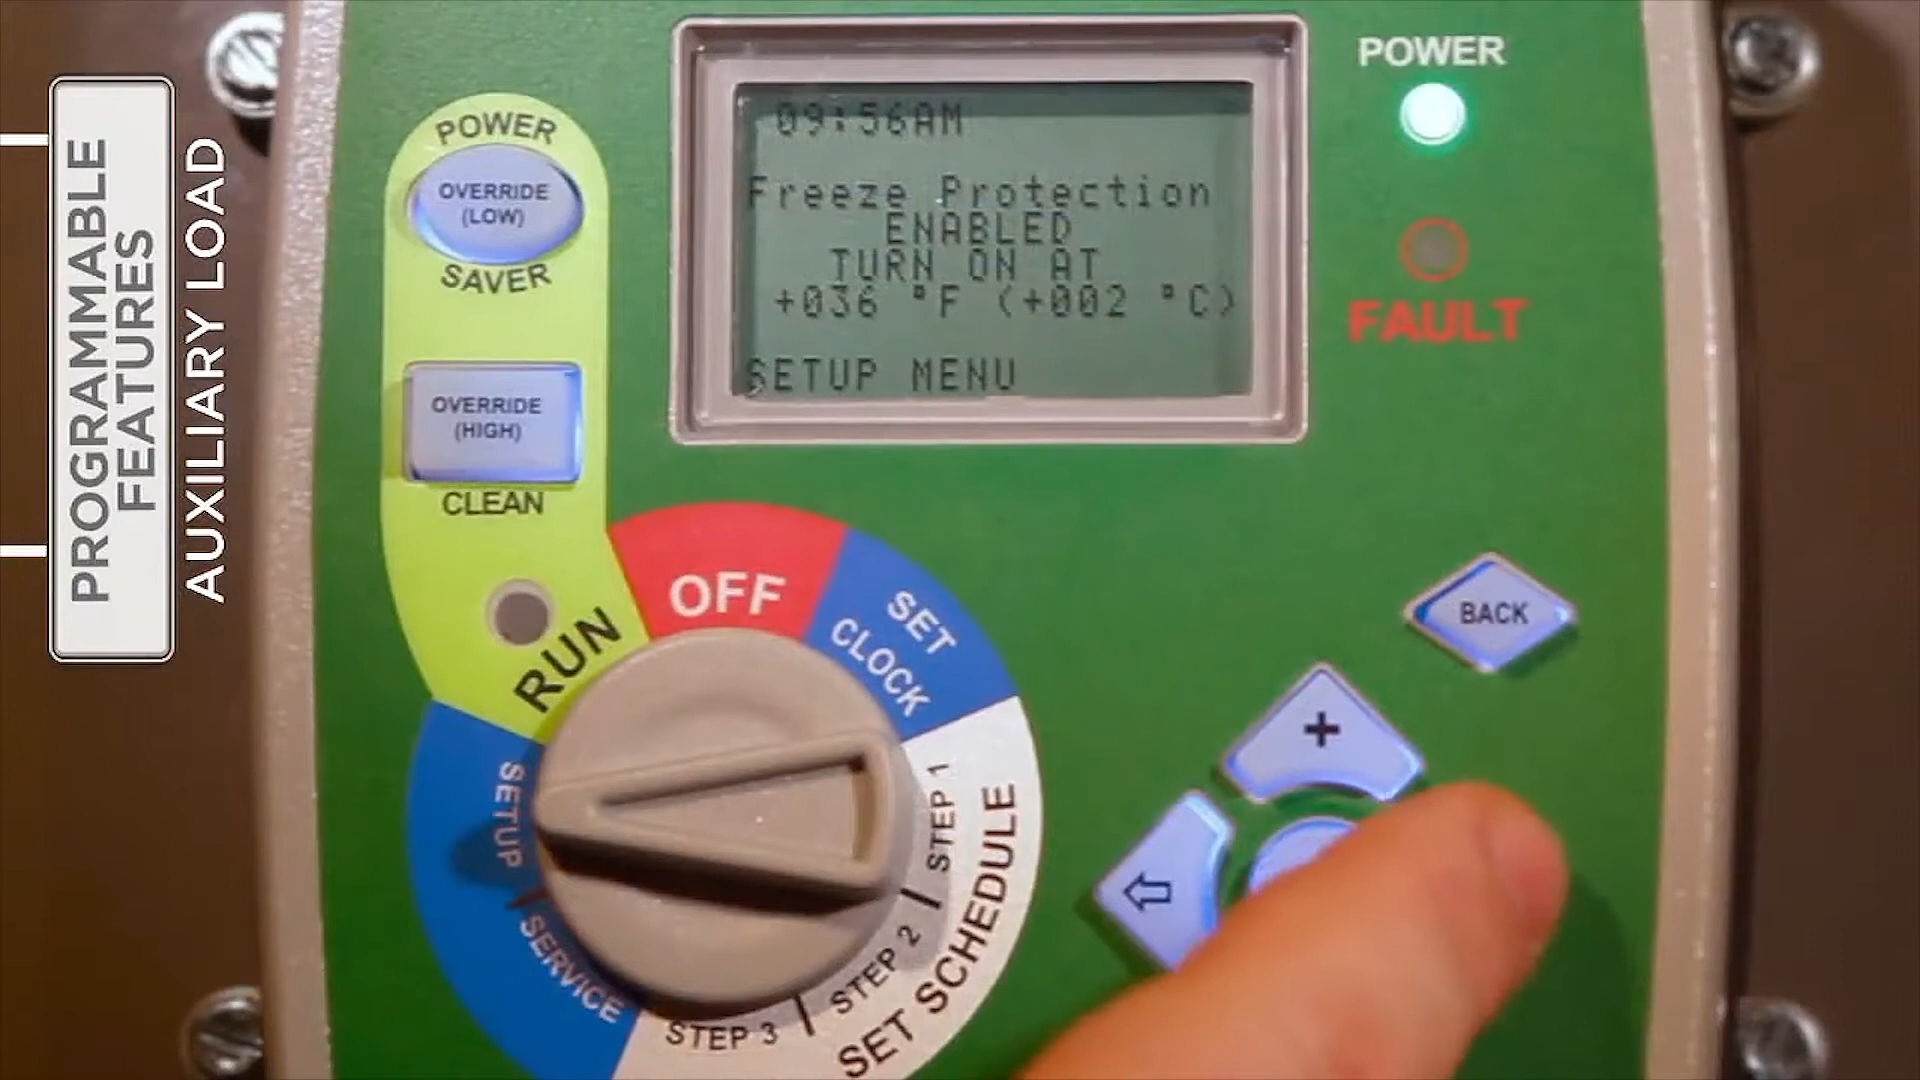 PROGRAMMABLE
FEATURES
AUXILIARY LOAD
POWER
OVERRIDE
(LOW)
SAVER
OVERRIDE
(HIGH)
CLEAN
09:56AM
Freeze Protection
ENABLED
TURN ON AT
+036 °F (+002 °C)
SETUP MENU
POWER
FAULT
RUN
OFF
SET
CLOCK
SETUP
SERVICE
STEP 1
STEP 2
STEP 3
SET SCHEDULE
BACK
+